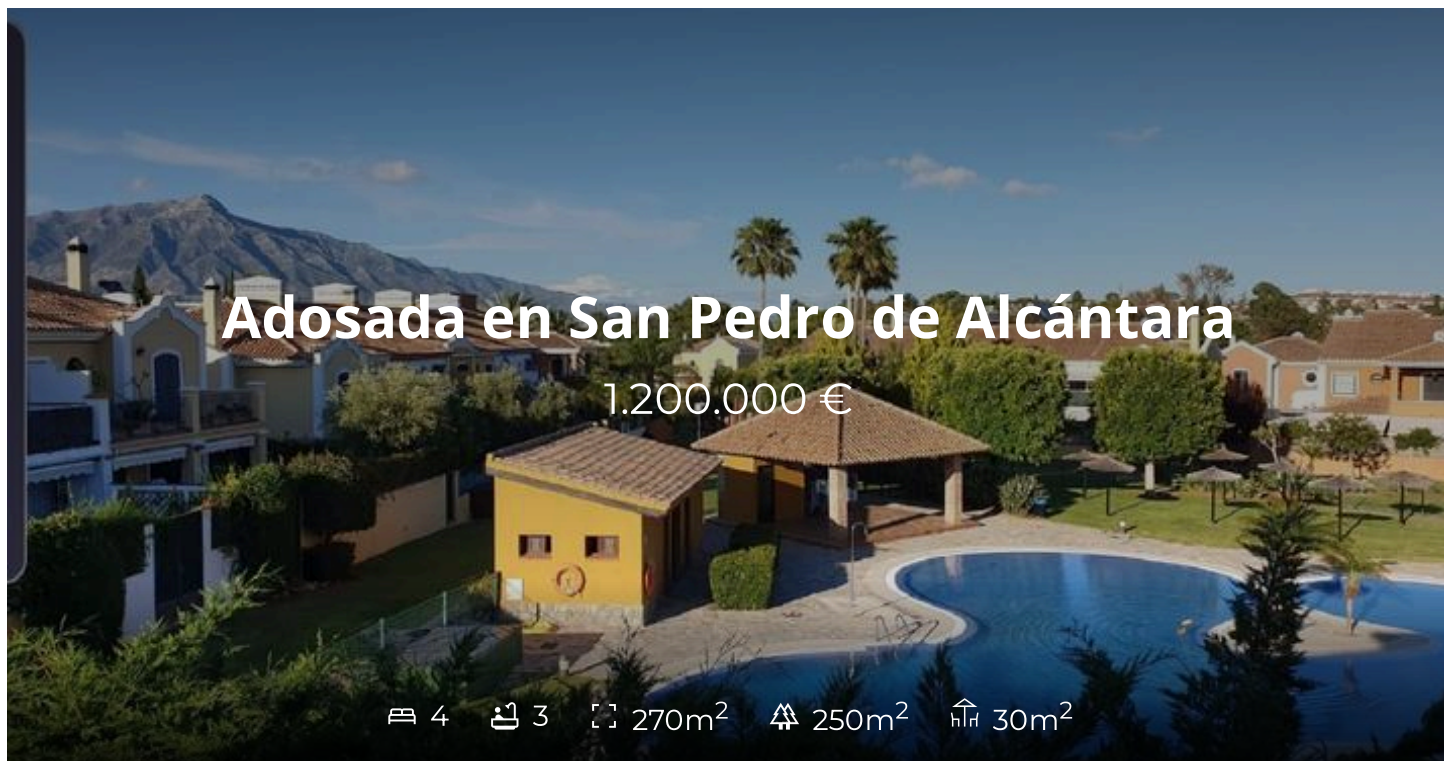 Adosada en San Pedro de Alcántara
1.200.000 €
4 3 270m² 250m² 30m²